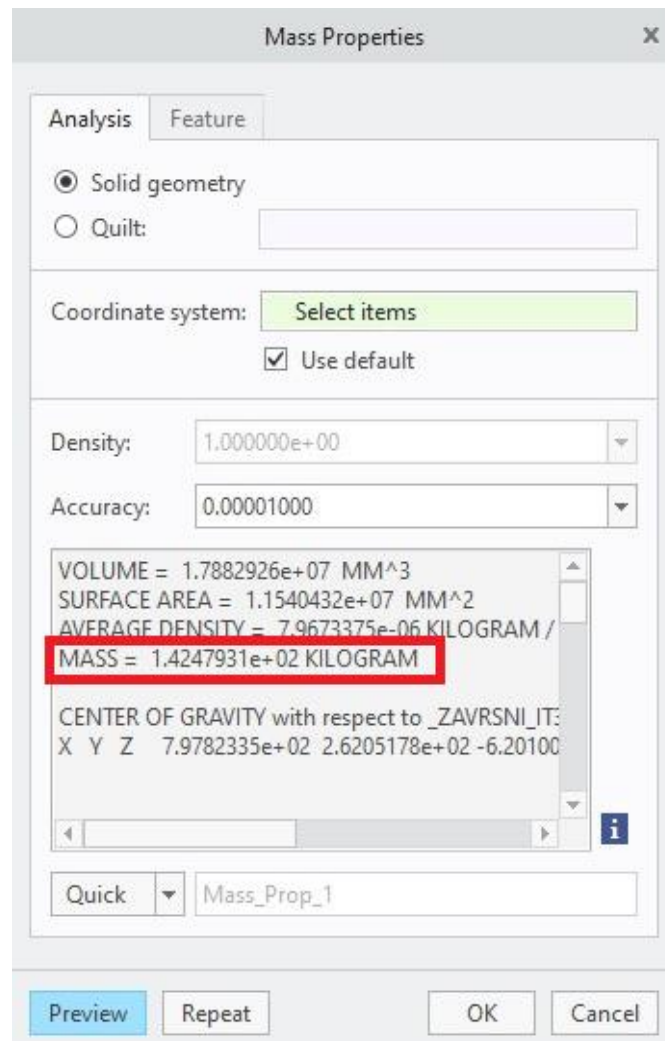 Mass Properties x
Analysis Feature
Solid geometry
Quilt:
Coordinate system: Select items
Use default
Density: 1.000000e+00
Accuracy: 0.00001000
VOLUME = 1.7882926e+07 MM^3
SURFACE AREA = 1.1540432e+07 MM^2
AVERAGE DENSITY = 7.9673375e-06 KILOGRAM /
MASS = 1.4247931e+02 KILOGRAM
CENTER OF GRAVITY with respect to _ZAVRSNI_IT3
X Y Z 7.9782335e+02 2.6205178e+02 -6.20100
i
Quick Mass_Prop_1
Preview Repeat OK Cancel